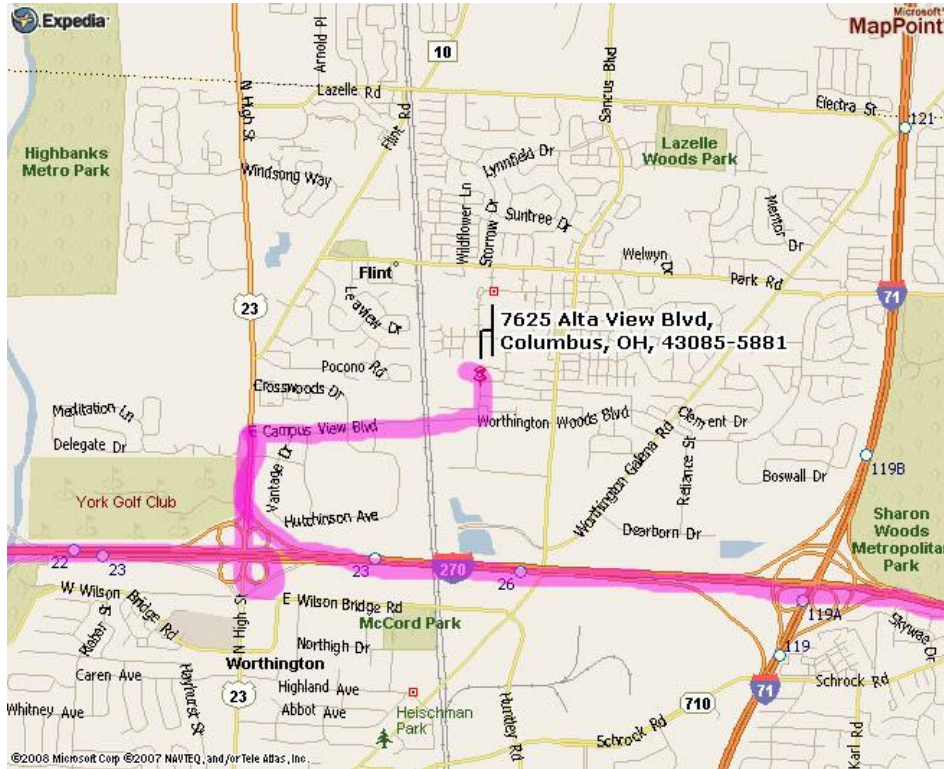 Expedia
Microsoft
MapPoint
Arnold Pl
10
Lazelle Rd
Sancus Blvd
Electra St
121
N High St
Flint Rd
Highbanks
Metro Park
Lazelle
Woods Park
Windsong Way
Lynnfield Dr
Wildflower Ln
Storrow Dr
Suntree Dr
Mentor Dr
Welwyn Dr
Flint
Park Rd
71
23
Leaview Dr
7625 Alta View Blvd,
Columbus, OH, 43085-5881
Pocono Rd
Crosswoods Dr
Meditation Ln
Delegate Dr
E Campus View Blvd
Worthington Woods Blvd
Clement Dr
Vantage Dr
Worthington Galena Rd
Reliance St
Boswall Dr
119B
York Golf Club
Hutchinson Ave
Dearborn Dr
Sharon
Woods
Metropolitan
Park
22
23
23
270
26
119A
W Wilson
Bridge Rd
E Wilson Bridge Rd
McCord Park
N High St
Northigh Dr
Skywae Dr
119
Caren Ave
Worthington
Hayhurst St
23
Highland Ave
Abbot Ave
Whitney Ave
71
710
Schrock Rd
Heischman
Park
Huntley Rd
Schrock Rd
Karl Rd
©2008 Microsoft Corp ©2007 NAVTEQ, and/or Tele Atlas, Inc.